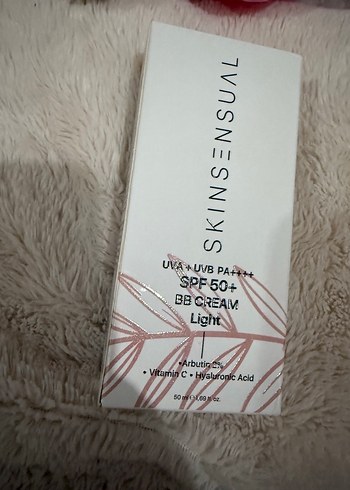 SKINSENSUAL
UVA + UVB PA++++
SPF 50+
BB CREAM
Light
•Arbutic 2%
• Vitamin C • Hyaluronic Acid
50 ml ℮ 1,69 fl. oz.